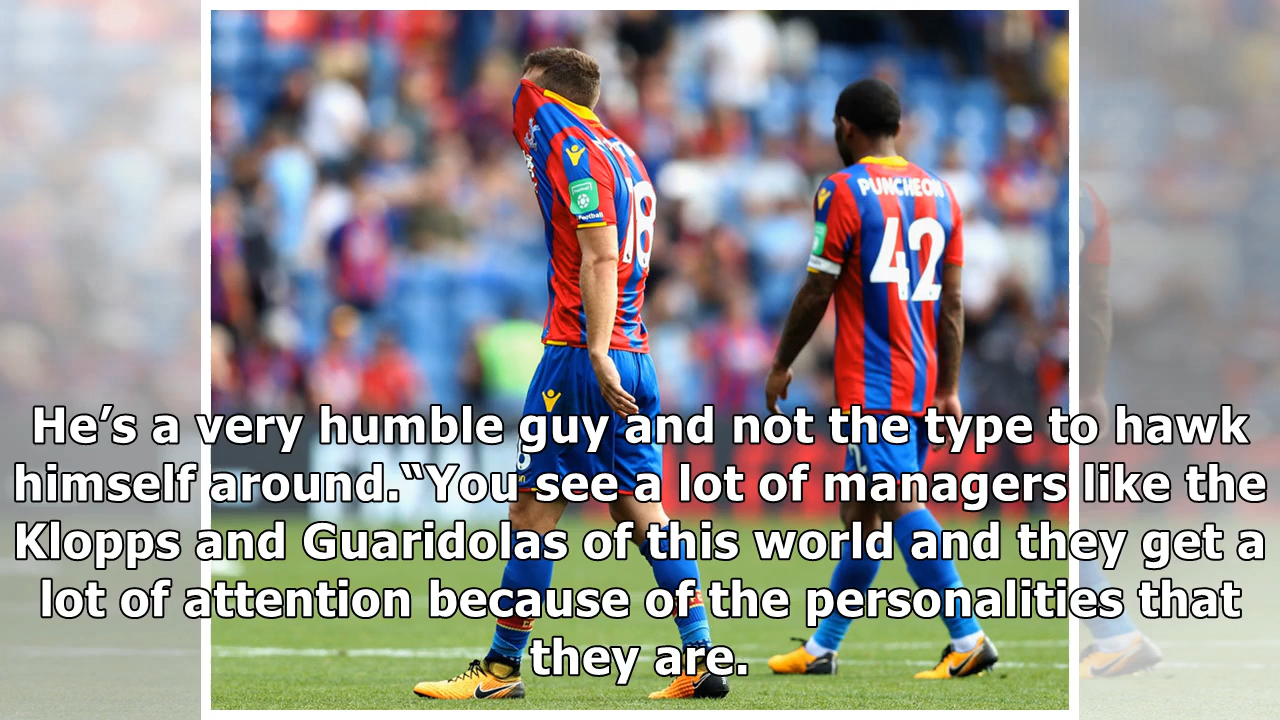 PUNCHEON
42
18
Football
He’s a very humble guy and not the type to hawk
himself around.“You see a lot of managers like the
Klopps and Guaridolas of this world and they get a
lot of attention because of the personalities that
they are.